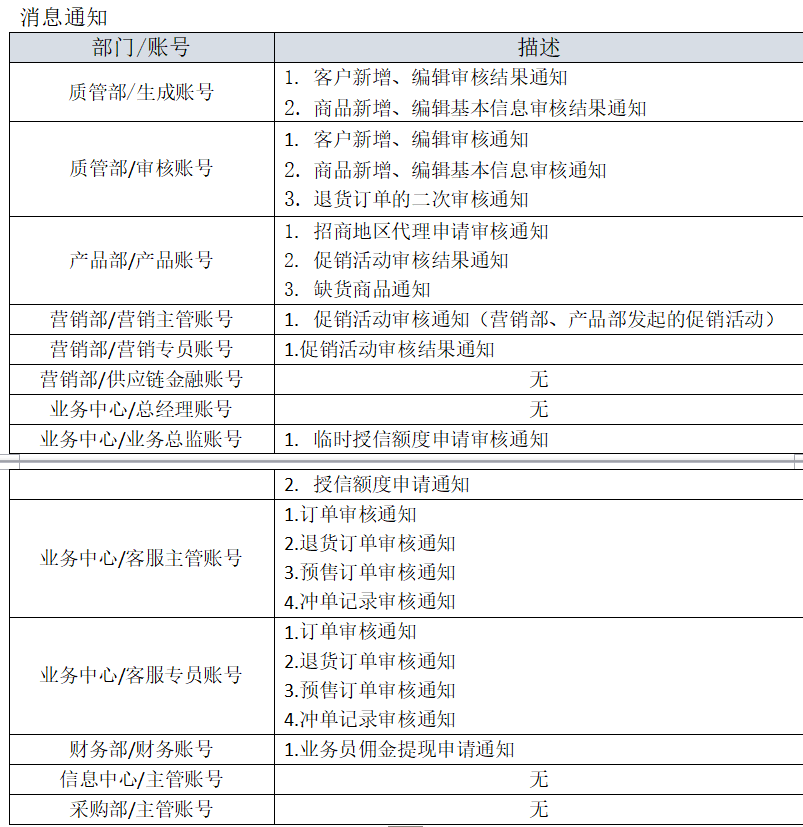 消息通知
部门/账号 描述
质管部/生成账号
1. 客户新增、编辑审核结果通知
2. 商品新增、编辑基本信息审核结果通知
质管部/审核账号
1. 客户新增、编辑审核通知
2. 商品新增、编辑基本信息审核通知
3. 退货订单的二次审核通知
产品部/产品账号
1. 招商地区代理申请审核通知
2. 促销活动审核结果通知
3. 缺货商品通知
营销部/营销主管账号 1. 促销活动审核通知（营销部、产品部发起的促销活动）
营销部/营销专员账号 1.促销活动审核结果通知
营销部/供应链金融账号 无
业务中心/总经理账号 无
业务中心/业务总监账号 1. 临时授信额度申请审核通知
2. 授信额度申请通知
业务中心/客服主管账号
1.订单审核通知
2.退货订单审核通知
3.预售订单审核通知
4.冲单记录审核通知
业务中心/客服专员账号
1.订单审核通知
2.退货订单审核通知
3.预售订单审核通知
4.冲单记录审核通知
财务部/财务账号 1.业务员佣金提现申请通知
信息中心/主管账号 无
采购部/主管账号 无